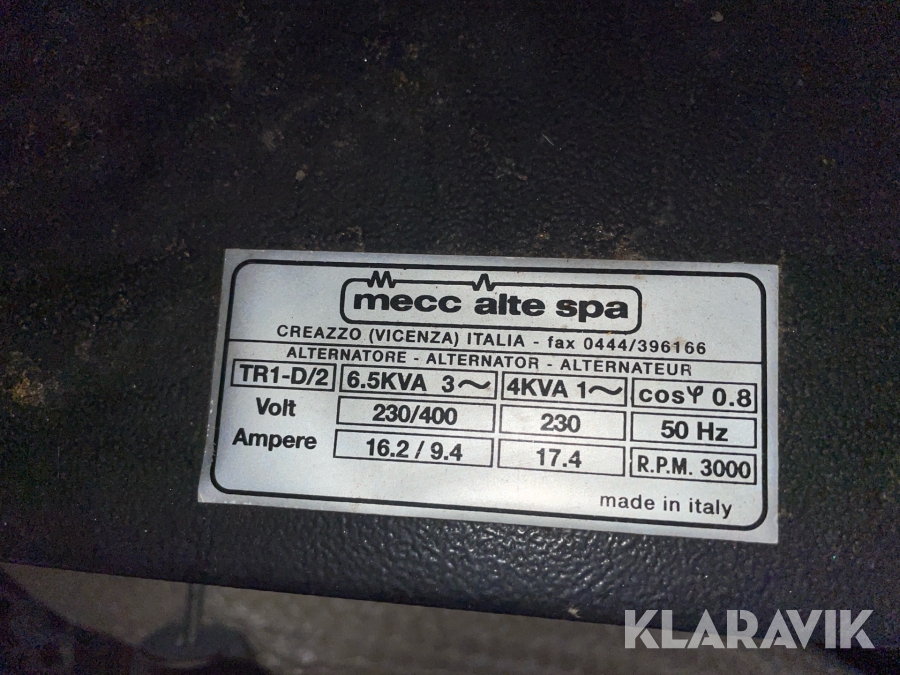 mecc alte spa
CREAZZO (VICENZA) ITALIA - fax 0444/396166
ALTERNATORE - ALTERNATOR - ALTERNATEUR
TR1-D/2 6.5KVA 3~ 4KVA 1~ cosφ 0.8
Volt 230/400 230 50 Hz
Ampere 16.2 / 9.4 17.4 R.P.M. 3000
made in italy
KLARAVIK